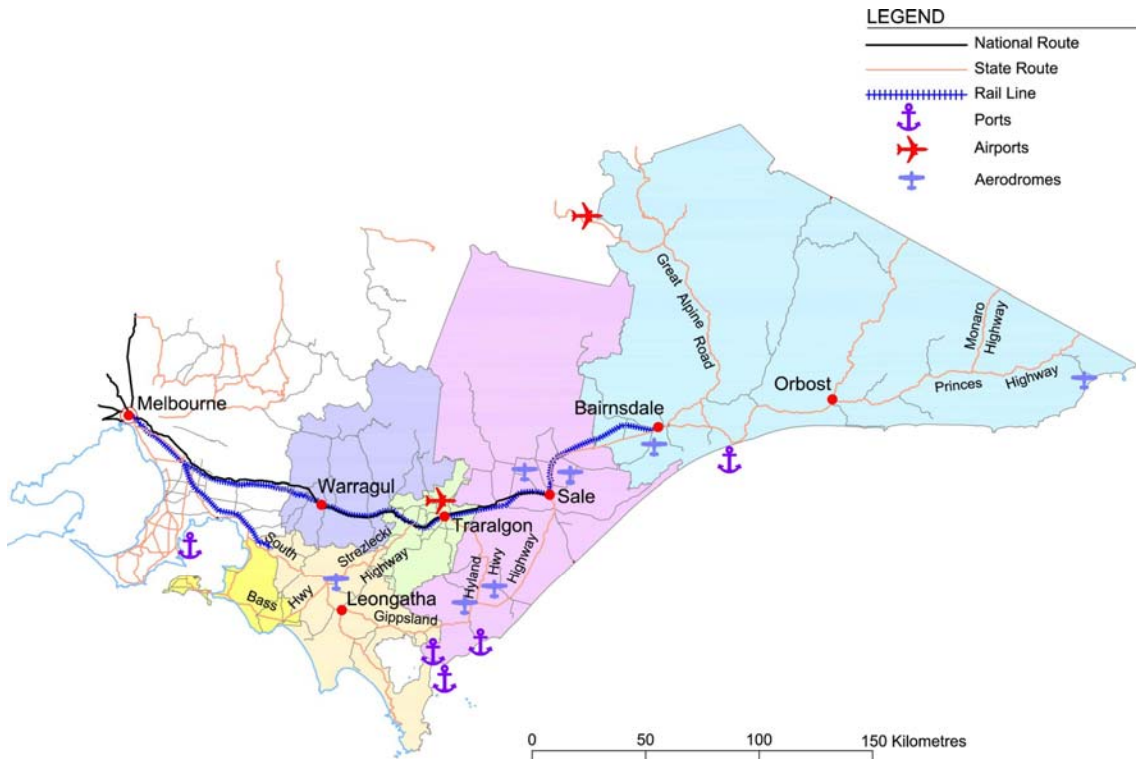 LEGEND
National Route
State Route
Rail Line
Ports
Airports
Aerodromes
Great Alpine Road
Monaro
Highway
Princes Highway
Orbost
Melbourne
Bairnsdale
Warragul
Sale
Traralgon
South
Strezlecki
Highway
Hyland
Hwy
Highway
Bass Hwy
Leongatha
Gippsland
0 50 100 150 Kilometres